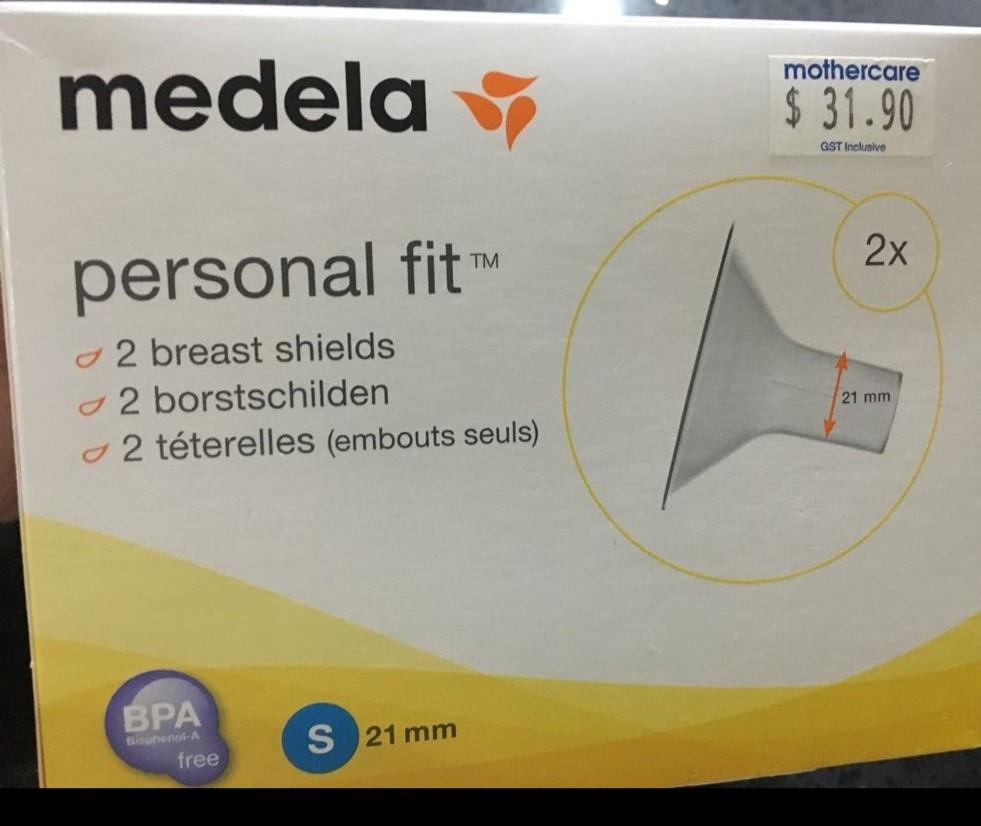 medela
mothercare
$ 31.90
GST Inclusive
personal fit™
2x
2 breast shields
2 borstschilden
2 téterelles (embouts seuls)
21 mm
BPA
Bisphenol-A
free
S 21 mm